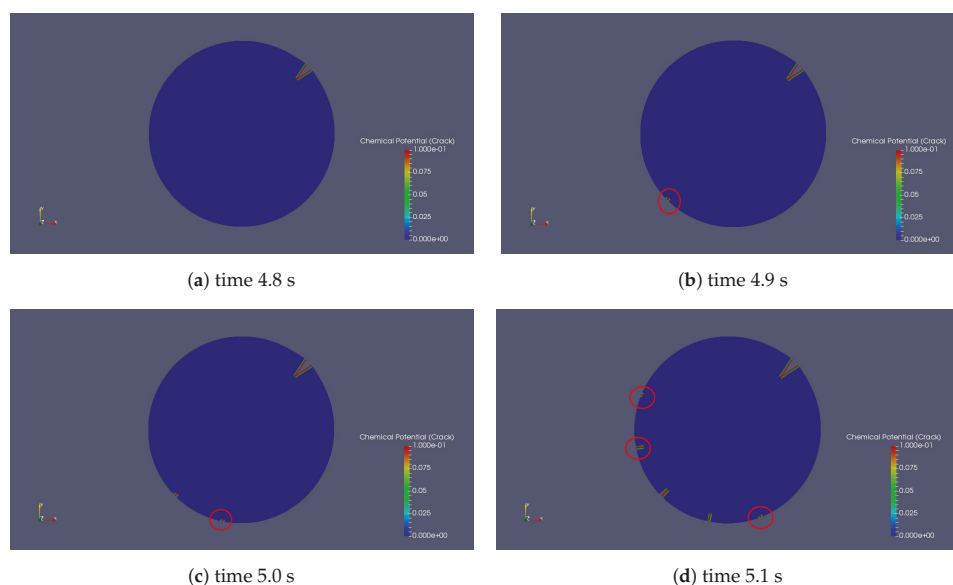 Chemical Potential (Crack)
1.000e-01
0.075
0.05
0.025
0.000e+00
(a) time 4.8 s
Chemical Potential (Crack)
1.000e-01
0.075
0.05
0.025
0.000e+00
(b) time 4.9 s
Chemical Potential (Crack)
1.000e-01
0.075
0.05
0.025
0.000e+00
(c) time 5.0 s
Chemical Potential (Crack)
1.000e-01
0.075
0.05
0.025
0.000e+00
(d) time 5.1 s